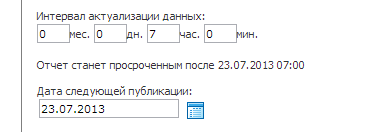 Интервал актуализации данных:
0 мес. 0 дн. 7 час. 0 мин.
Отчет станет просроченным после 23.07.2013 07:00
Дата следующей публикации:
23.07.2013